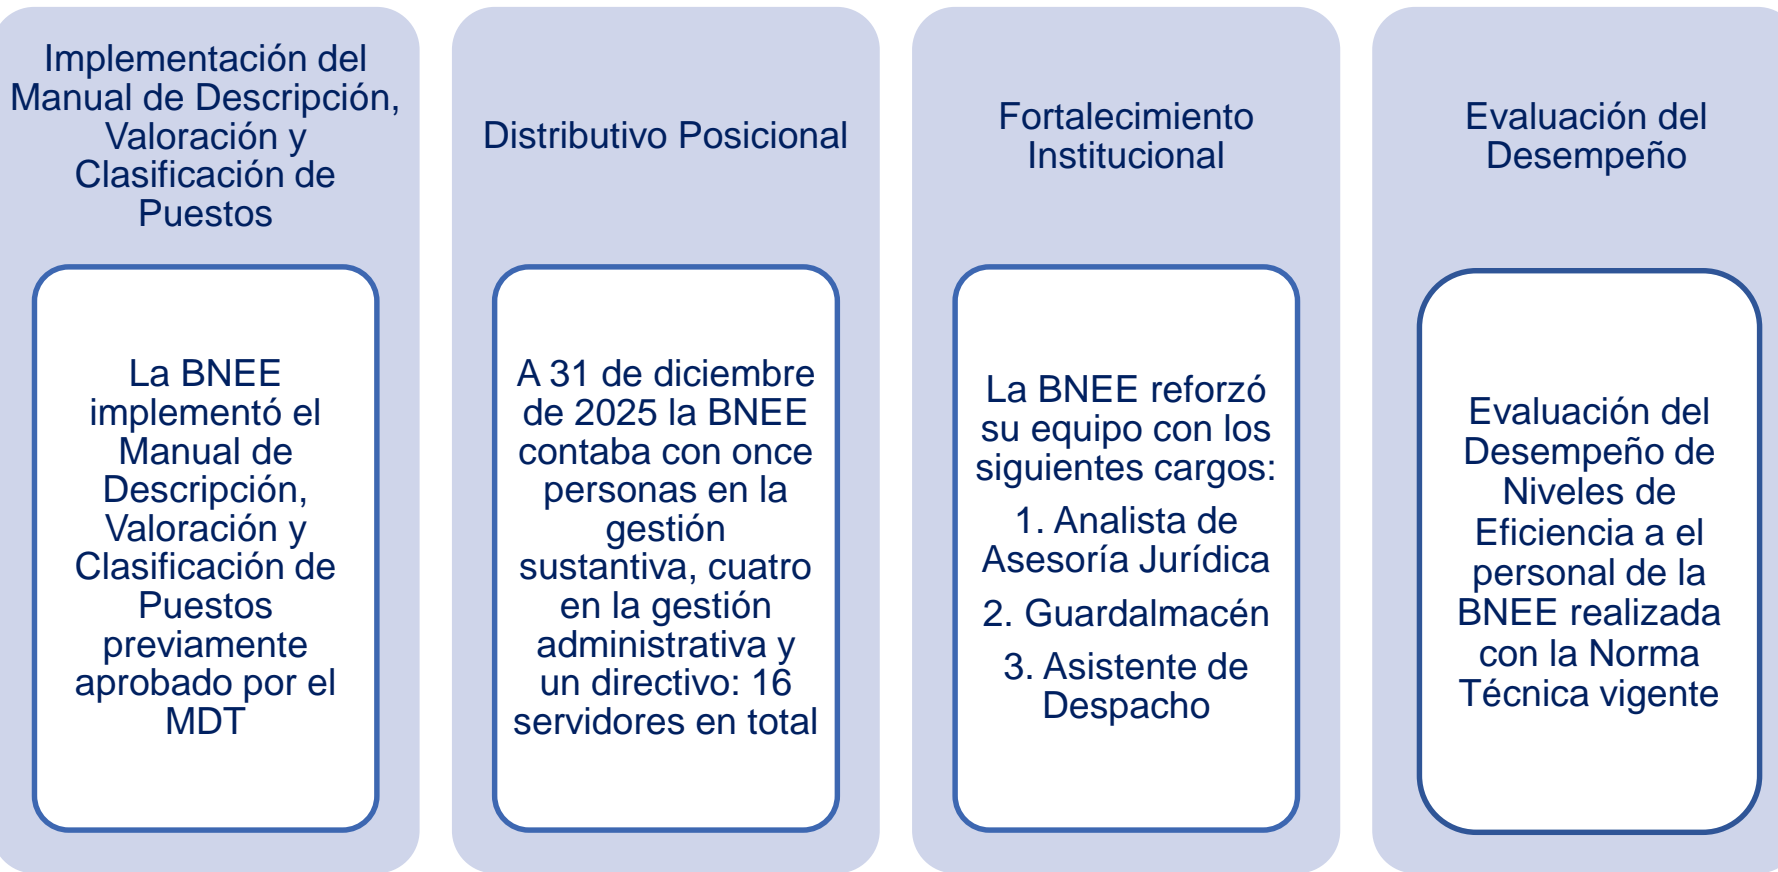 Implementación del
Manual de Descripción,
Valoración y
Clasificación de
Puestos
La BNEE
implementó el
Manual de
Descripción,
Valoración y
Clasificación de
Puestos
previamente
aprobado por el
MDT
Distributivo Posicional
A 31 de diciembre
de 2025 la BNEE
contaba con once
personas en la
gestión
sustantiva, cuatro
en la gestión
administrativa y
un directivo: 16
servidores en total
Fortalecimiento
Institucional
La BNEE reforzó
su equipo con los
siguientes cargos:
1. Analista de
Asesoría Jurídica
2. Guardalmacén
3. Asistente de
Despacho
Evaluación del
Desempeño
Evaluación del
Desempeño de
Niveles de
Eficiencia a el
personal de la
BNEE realizada
con la Norma
Técnica vigente